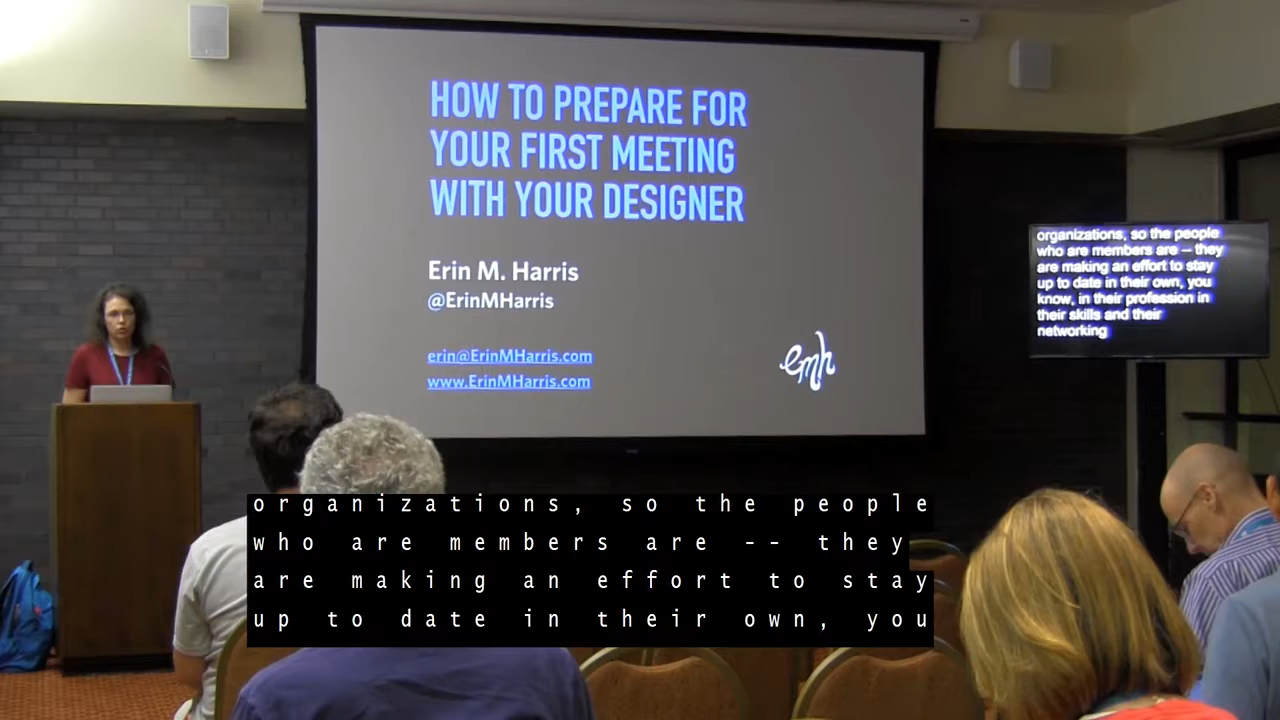 HOW TO PREPARE FOR
YOUR FIRST MEETING
WITH YOUR DESIGNER
Erin M. Harris
@ErinMHarris
erin@ErinMHarris.com
www.ErinMHarris.com
emh
organizations, so the people
who are members are -- they
are making an effort to stay
up to date in their own, you
know, in their profession in
their skills and their
networking
organizations, so the people
who are members are -- they
are making an effort to stay
up to date in their own, you